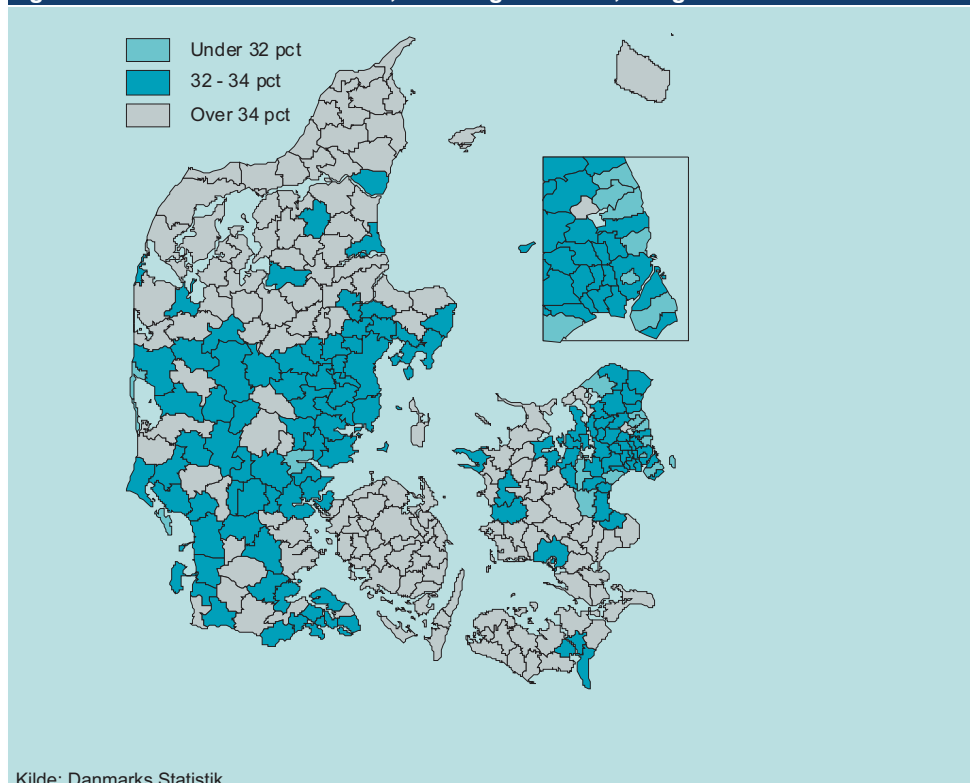 Under 32 pct
32 - 34 pct
Over 34 pct
Kilde: Danmarks Statistik